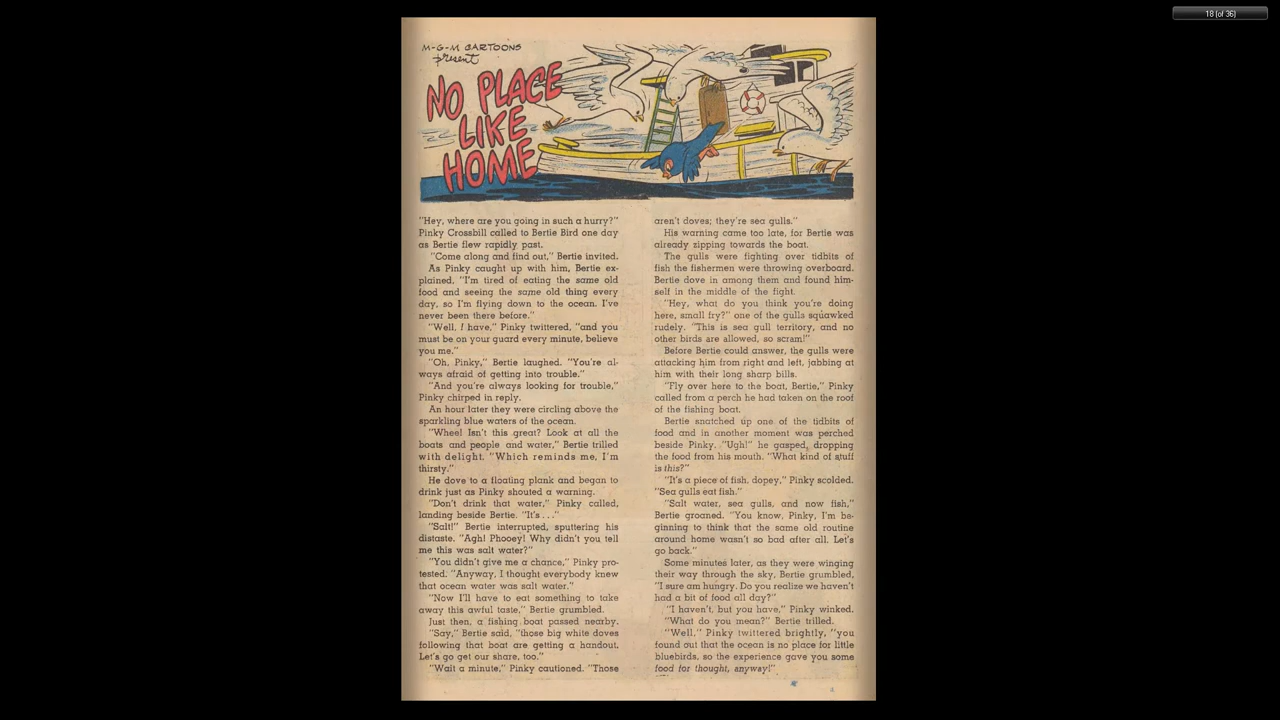 18 [of 36]
M-G-M CARTOONS
present
NO PLACE
LIKE
HOME
"Hey, where are you going in such a hurry?"
Pinky Crossbill called to Bertie Bird one day
as Bertie flew rapidly past.
"Come along and find out," Bertie invited.
As Pinky caught up with him, Bertie ex-
plained, "I'm tired of eating the same old
food and seeing the same old thing every
day, so I'm flying down to the ocean. I've
never been there before."
"Well, I have," Pinky twittered, "and you
must be on your guard every minute, believe
you me."
"Oh, Pinky," Bertie laughed. "You're al-
ways afraid of getting into trouble."
"And you're always looking for trouble,"
Pinky chirped in reply.
An hour later they were circling above the
sparkling blue waters of the ocean.
"Whee! Isn't this great? Look at all the
boats and people and water," Bertie trilled
with delight. "Which reminds me, I'm
thirsty."
He dove to a floating plank and began to
drink just as Pinky shouted a warning.
"Don't drink that water," Pinky called,
landing beside Bertie. "It's . . ."
"Salt!" Bertie interrupted, sputtering his
distaste. "Agh! Phooey! Why didn't you tell
me this was salt water?"
"You didn't give me a chance," Pinky pro-
tested. "Anyway, I thought everybody knew
that ocean water was salt water."
"Now I'll have to eat something to take
away this awful taste," Bertie grumbled.
Just then, a fishing boat passed nearby.
"Say," Bertie said, "those big white doves
following that boat are getting a handout.
Let's go get our share, too."
"Wait a minute," Pinky cautioned. "Those
aren't doves; they're sea gulls."
His warning came too late, for Bertie was
already zipping towards the boat.
The gulls were fighting over tidbits of
fish the fishermen were throwing overboard.
Bertie dove in among them and found him-
self in the middle of the fight.
"Hey, what do you think you're doing
here, small fry?" one of the gulls squawked
rudely. "This is sea gull territory, and no
other birds are allowed, so scram!"
Before Bertie could answer, the gulls were
attacking him from right and left, jabbing at
him with their long sharp bills.
"Fly over here to the boat, Bertie," Pinky
called from a perch he had taken on the roof
of the fishing boat.
Bertie snatched up one of the tidbits of
food and in another moment was perched
beside Pinky. "Ugh!" he gasped, dropping
the food from his mouth. "What kind of stuff
is this?"
"It's a piece of fish, dopey," Pinky scolded.
"Sea gulls eat fish."
"Salt water, sea gulls, and now fish,"
Bertie groaned. "You know, Pinky, I'm be-
ginning to think that the same old routine
around home wasn't so bad after all. Let's
go back."
Some minutes later, as they were winging
their way through the sky, Bertie grumbled,
"I sure am hungry. Do you realize we haven't
had a bit of food all day?"
"I haven't, but you have," Pinky winked.
"What do you mean?" Bertie trilled.
"Well," Pinky twittered brightly, "you
found out that the ocean is no place for little
bluebirds, so the experience gave you some
food for thought, anyway!"